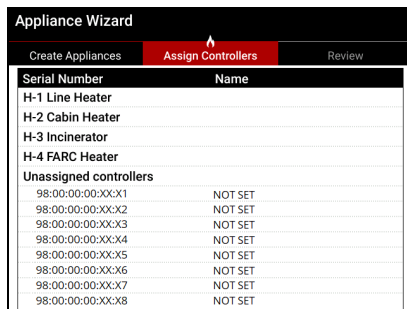 Appliance Wizard
Create Appliances Assign Controllers Review
Serial Number Name
H-1 Line Heater
H-2 Cabin Heater
H-3 Incinerator
H-4 FARC Heater
Unassigned controllers
98:00:00:00:XX:X1 NOT SET
98:00:00:00:XX:X2 NOT SET
98:00:00:00:XX:X3 NOT SET
98:00:00:00:XX:X4 NOT SET
98:00:00:00:XX:X5 NOT SET
98:00:00:00:XX:X6 NOT SET
98:00:00:00:XX:X7 NOT SET
98:00:00:00:XX:X8 NOT SET